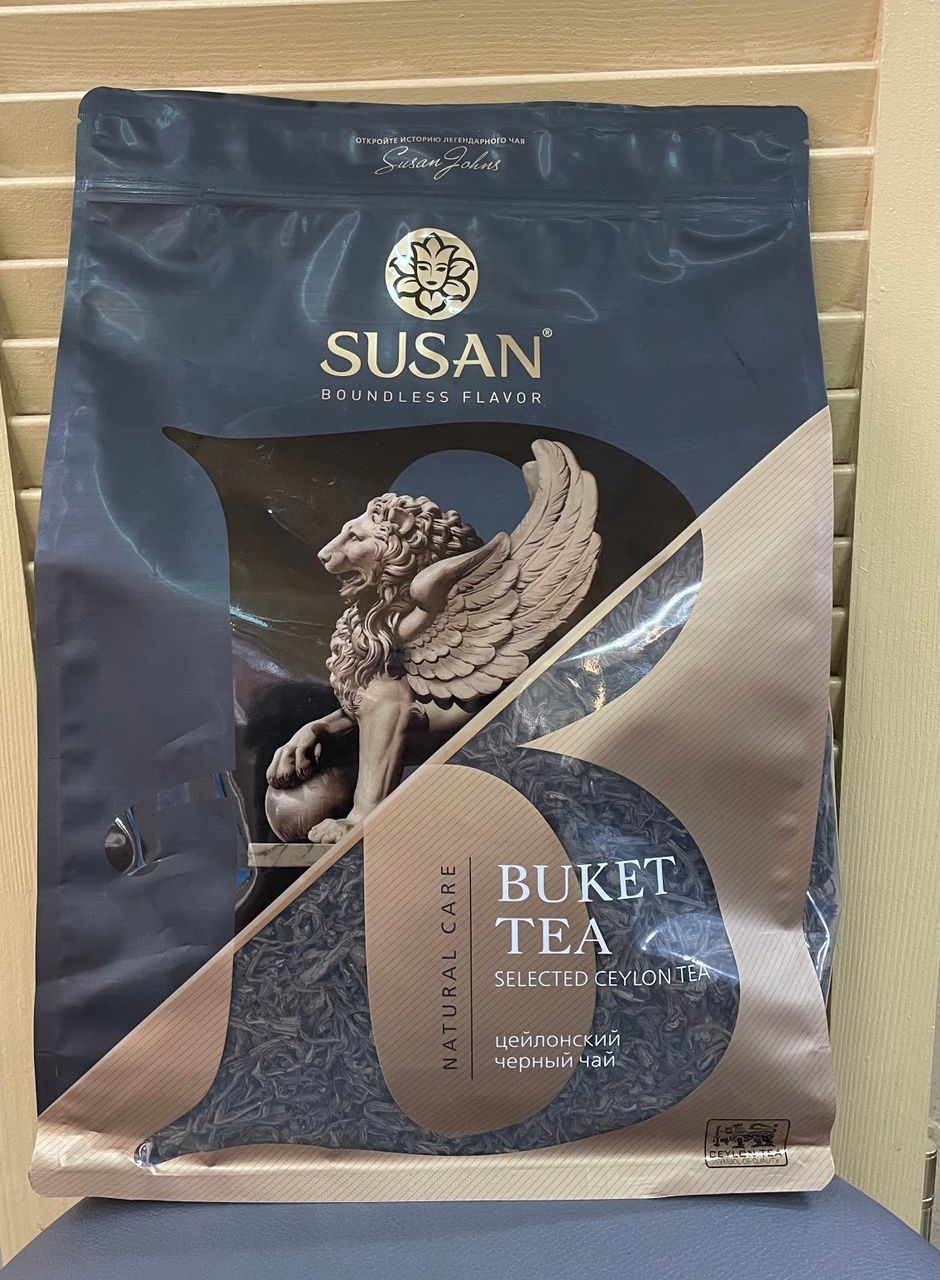 ОТКРОЙТЕ ИСТОРИЮ ЛЕГЕНДАРНОГО ЧАЯ
Susan Johns
SUSAN®
BOUNDLESS FLAVOR
NATURAL CARE
BUKET
TEA
SELECTED CEYLON TEA
цейлонский
черный чай
CEYLON TEA
SYMBOL OF QUALITY